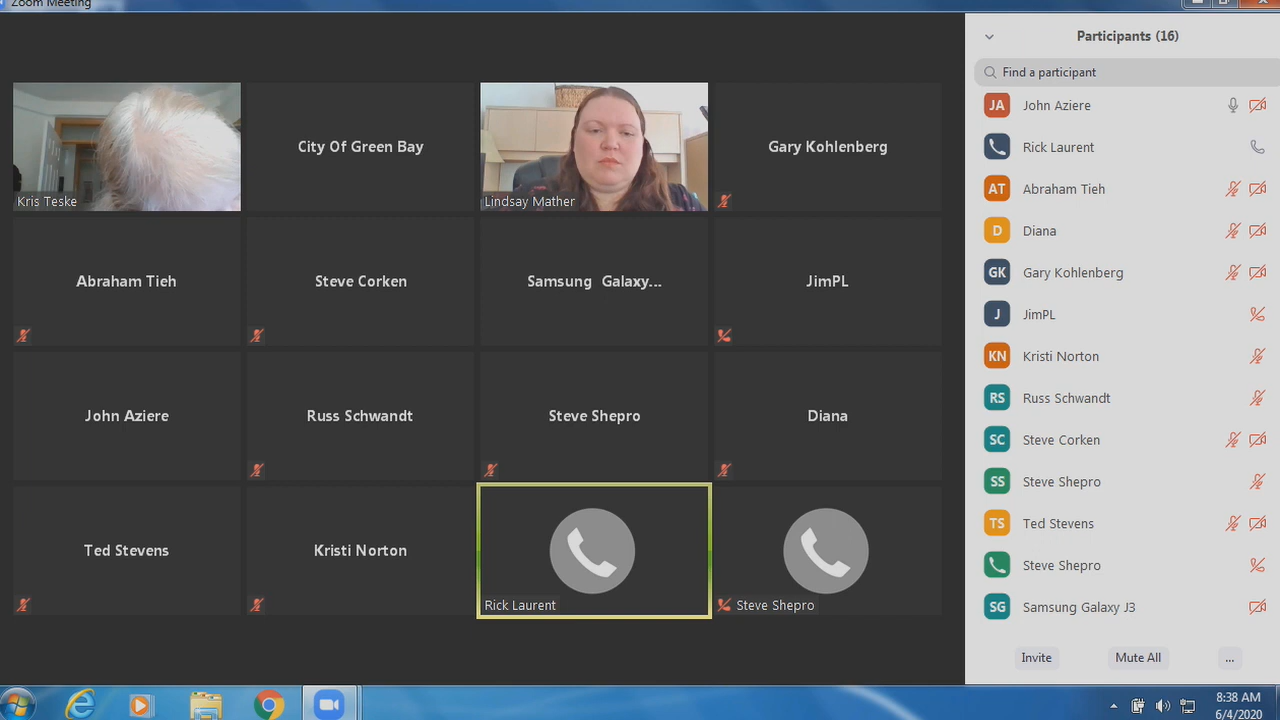 Zoom Meeting
Kris Teske
City Of Green Bay
Lindsay Mather
Gary Kohlenberg
Abraham Tieh
Steve Corken
Samsung Galaxy...
JimPL
John Aziere
Russ Schwandt
Steve Shepro
Diana
Ted Stevens
Kristi Norton
Rick Laurent
Steve Shepro
Participants (16)
Find a participant
JA John Aziere
Rick Laurent
AT Abraham Tieh
D Diana
GK Gary Kohlenberg
J JimPL
KN Kristi Norton
RS Russ Schwandt
SC Steve Corken
SS Steve Shepro
TS Ted Stevens
Steve Shepro
SG Samsung Galaxy J3
Invite Mute All ...
8:38 AM
6/4/2020